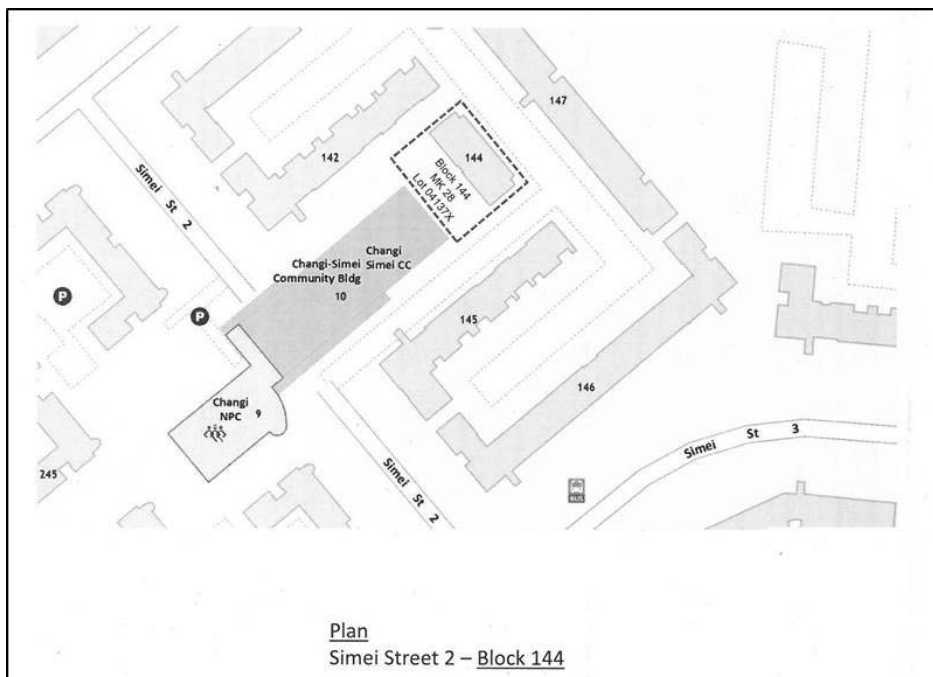 147
142
144
Block 144
MK 28
Lot 04137X
Simei St 2
Changi
Simei CC
Changi-Simei
Community Bldg
10
P
P
145
146
Changi
NPC
9
245
Simei St 2
Simei St 3
BUS
Plan
Simei Street 2 – Block 144